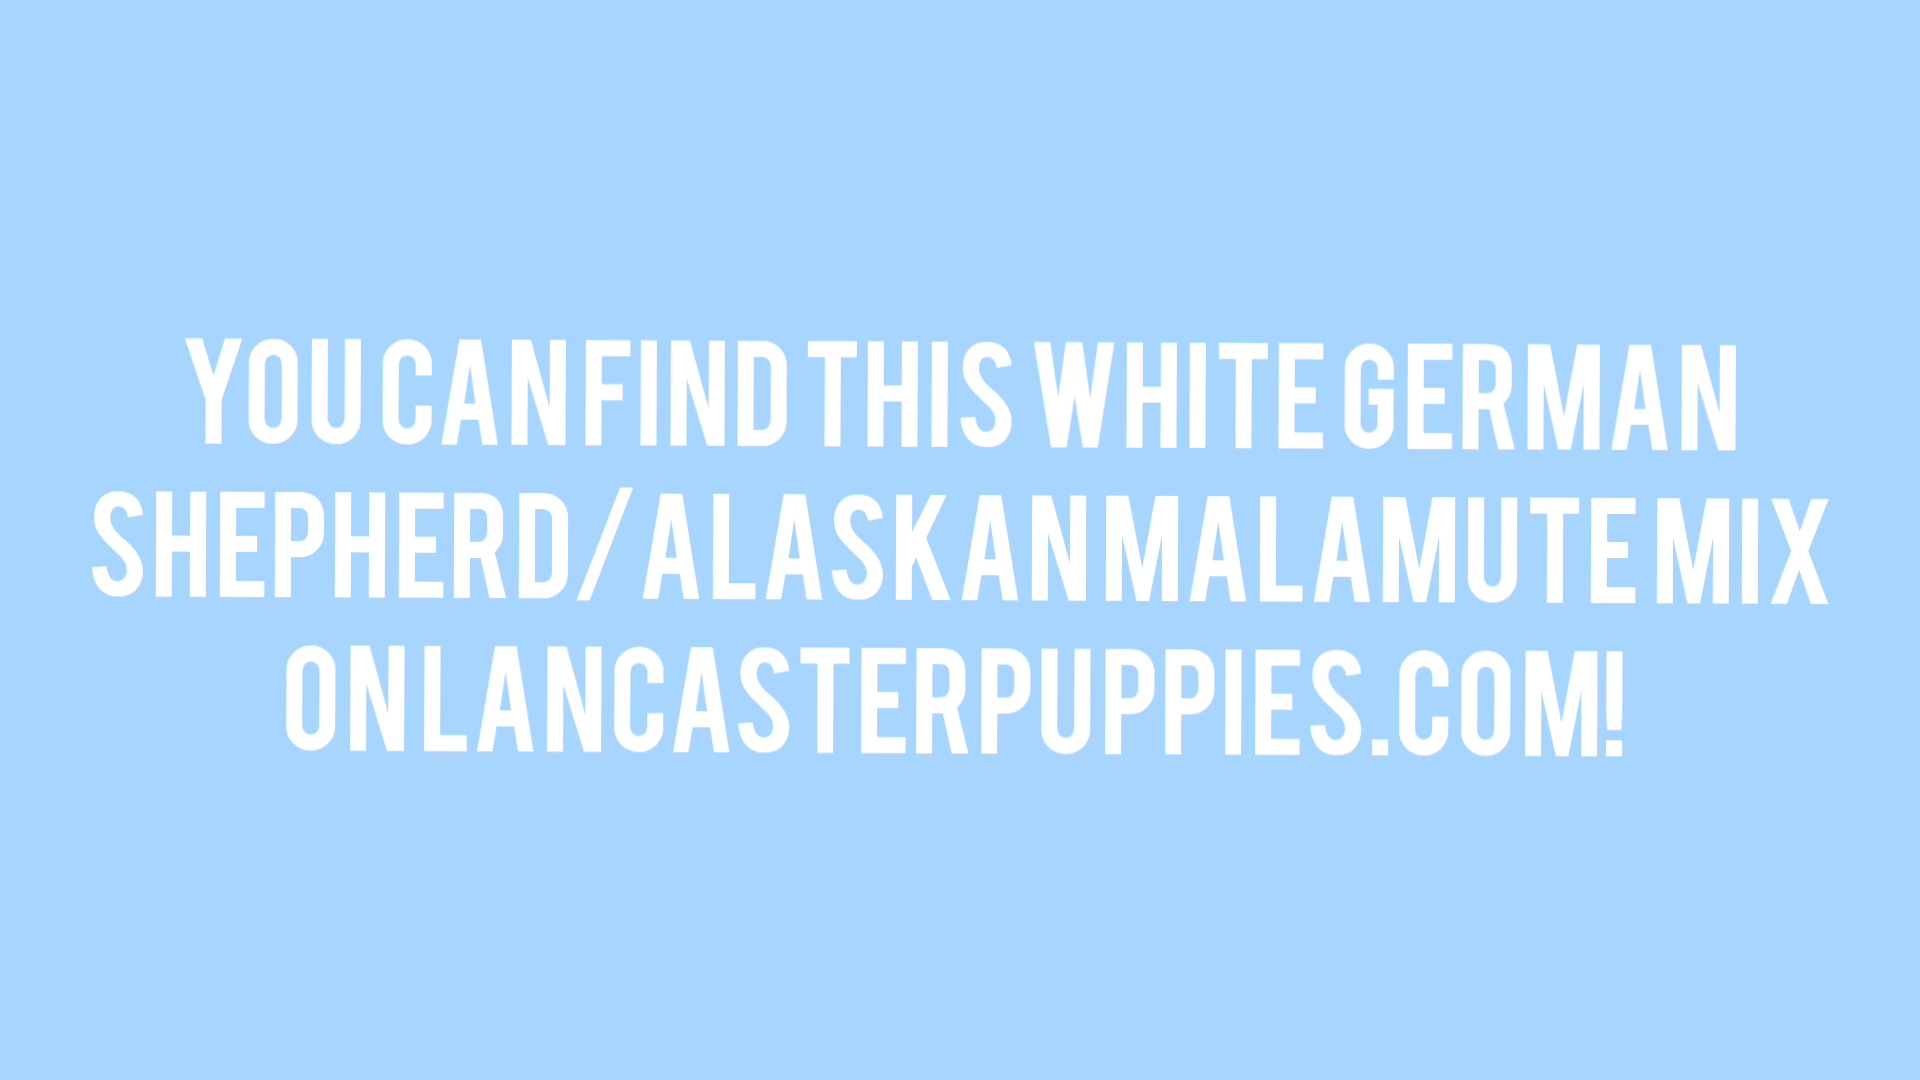 YOU CAN FIND THIS WHITE GERMAN
SHEPHERD/ALASKAN MALAMUTE MIX
ON LANCASTERPUPPIES.COM!